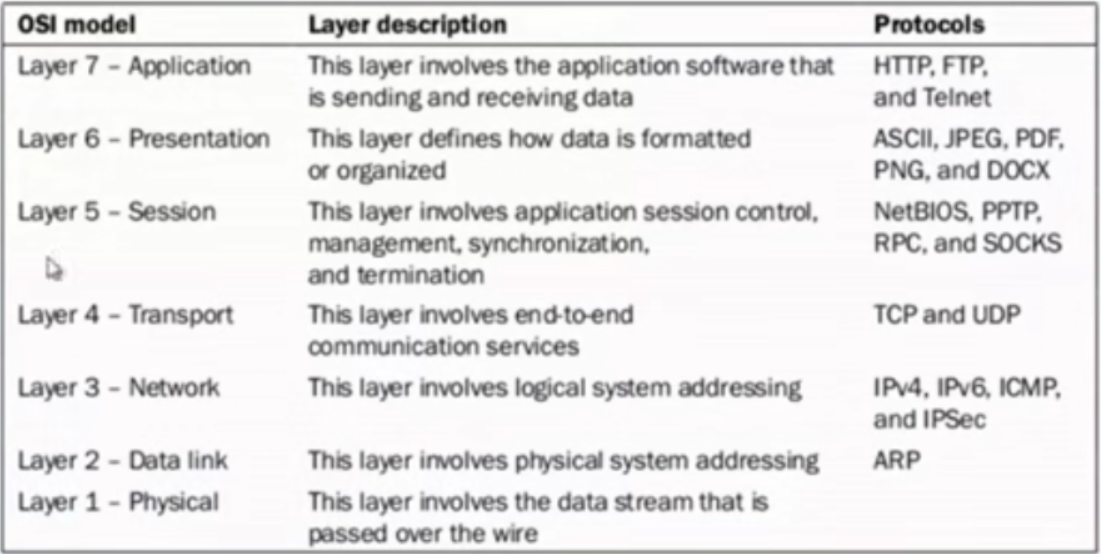 OSI model Layer description Protocols
Layer 7 – Application This layer involves the application software that HTTP, FTP,
is sending and receiving data and Telnet
Layer 6 – Presentation This layer defines how data is formatted ASCII, JPEG, PDF,
or organized PNG, and DOCX
Layer 5 – Session This layer involves application session control, NetBIOS, PPTP,
management, synchronization, RPC, and SOCKS
and termination
Layer 4 – Transport This layer involves end-to-end TCP and UDP
communication services
Layer 3 – Network This layer involves logical system addressing IPv4, IPv6, ICMP,
and IPSec
Layer 2 – Data link This layer involves physical system addressing ARP
Layer 1 – Physical This layer involves the data stream that is
passed over the wire